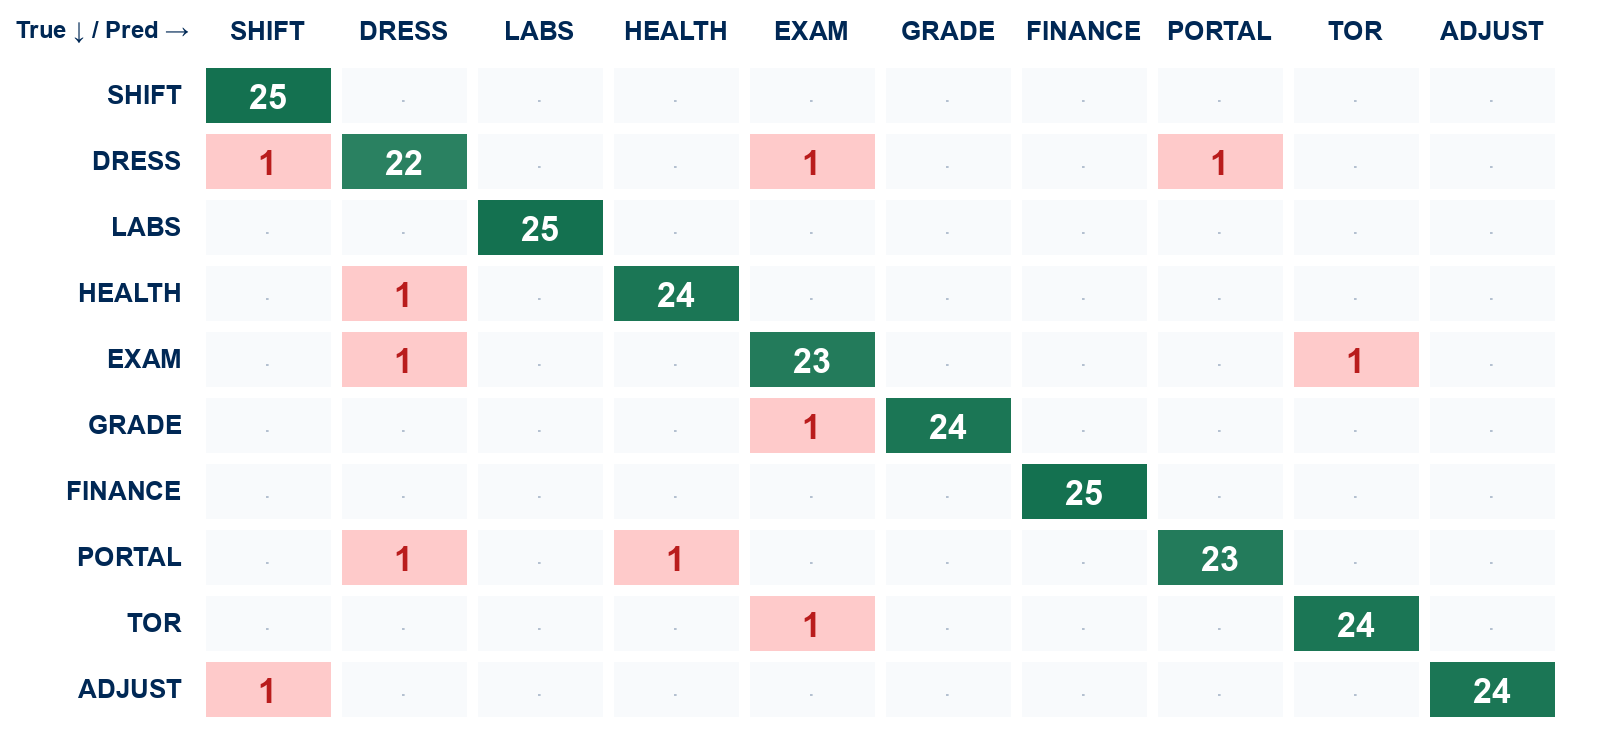 True ↓ / Pred → SHIFT DRESS LABS HEALTH EXAM GRADE FINANCE PORTAL TOR ADJUST
SHIFT 25 - - - - - - - - -
DRESS 1 22 - - 1 - - 1 - -
LABS - - 25 - - - - - - -
HEALTH - 1 - 24 - - - - - -
EXAM - 1 - - 23 - - - 1 -
GRADE - - - - 1 24 - - - -
FINANCE - - - - - - 25 - - -
PORTAL - 1 - 1 - - - 23 - -
TOR - - - - 1 - - - 24 -
ADJUST 1 - - - - - - - - 24